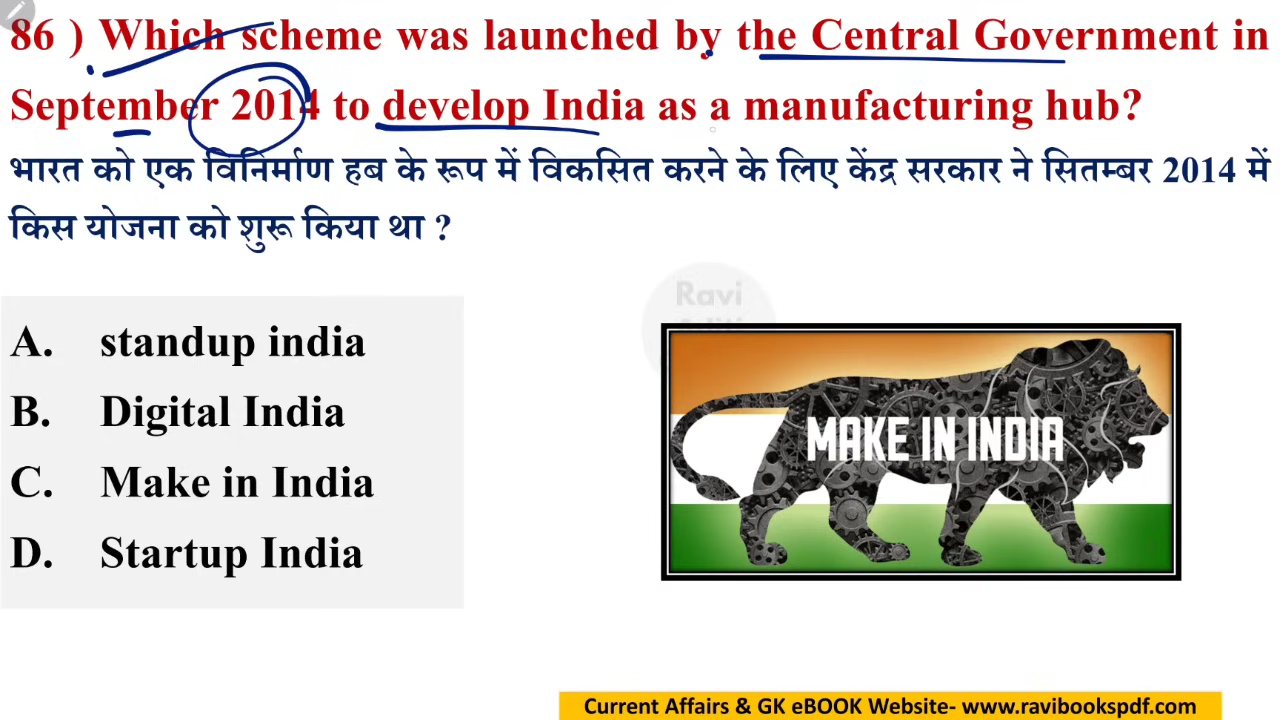 86 ) Which scheme was launched by the Central Government in
September 2014 to develop India as a manufacturing hub?
भारत को एक विनिर्माण हब के रूप में विकसित करने के लिए केंद्र सरकार ने सितम्बर 2014 में
किस योजना को शुरू किया था ?
Ravi
A. standup india
B. Digital India
C. Make in India
D. Startup India
MAKE IN INDIA
Current Affairs & GK eBOOK Website- www.ravibookspdf.com